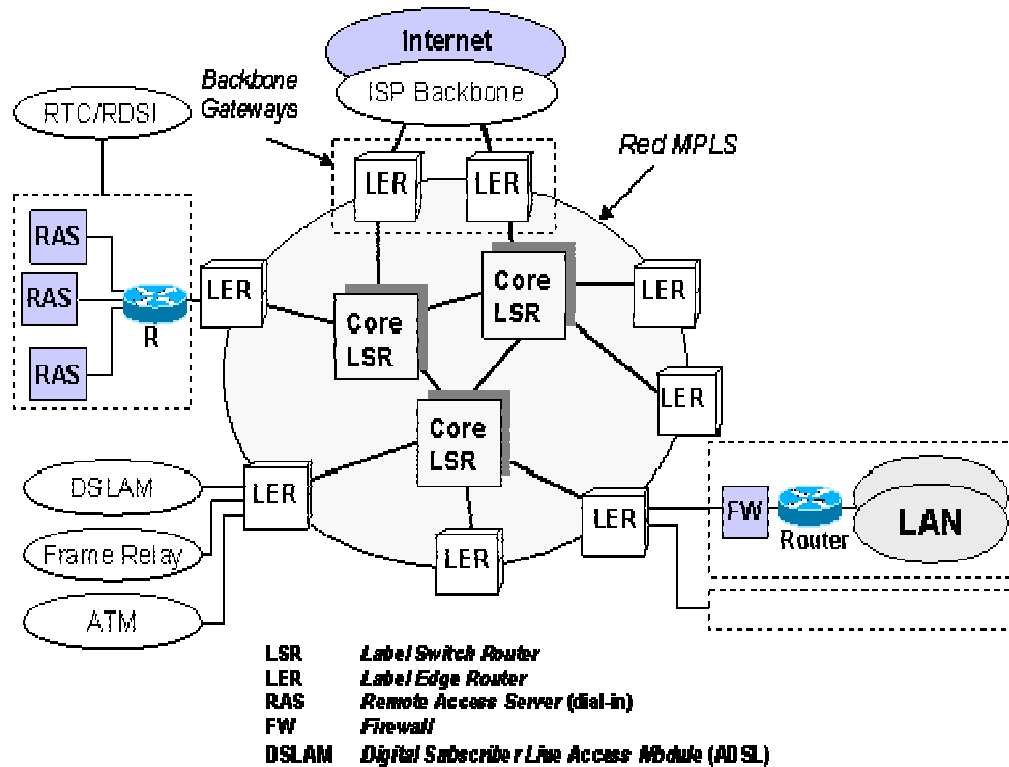 Internet
ISP Backbone
Backbone
Gateways
RTC/RDSI
Red MPLS
LER
LER
RAS
RAS
RAS
R
LER
Core
LSR
Core
LSR
LER
LER
Core
LSR
DSLAM
Frame Relay
ATM
LER
LER
LER
FW
Router
LAN
LSR Label Switch Router
LER Label Edge Router
RAS Remote Access Server (dial-in)
FW Firewall
DSLAM Digital Subscriber Line Access Module (ADSL)